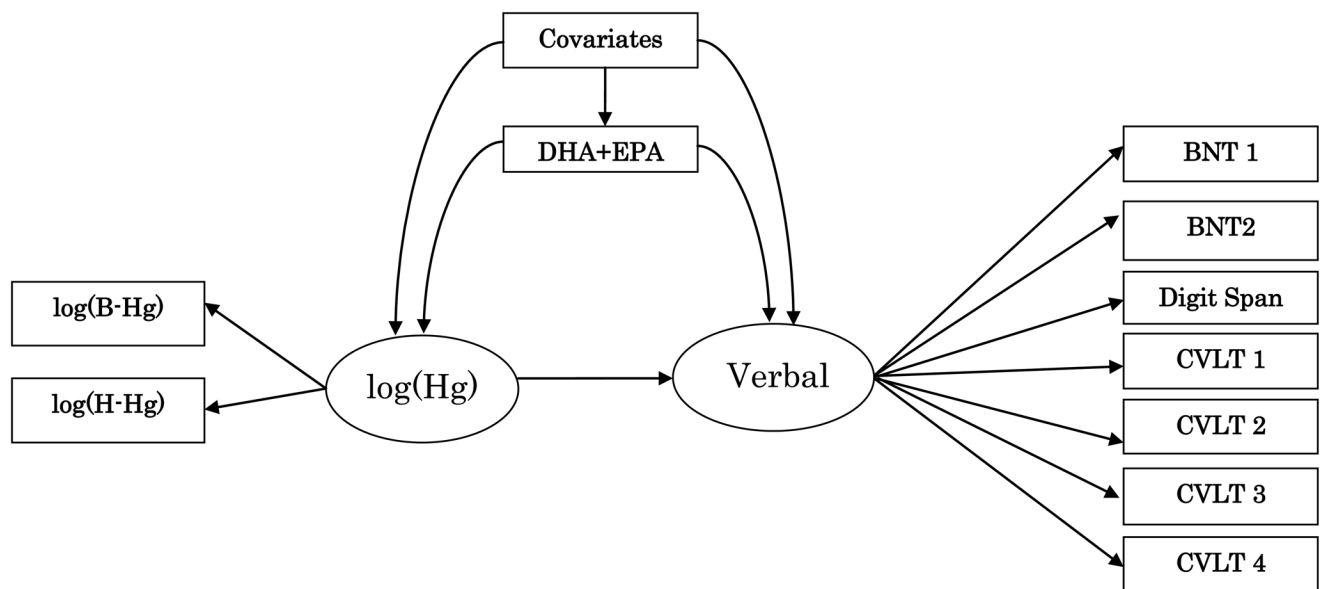 Covariates
DHA+EPA
BNT 1
BNT2
Digit Span
CVLT 1
CVLT 2
CVLT 3
CVLT 4
log(B-Hg)
log(H-Hg)
log(Hg)
Verbal